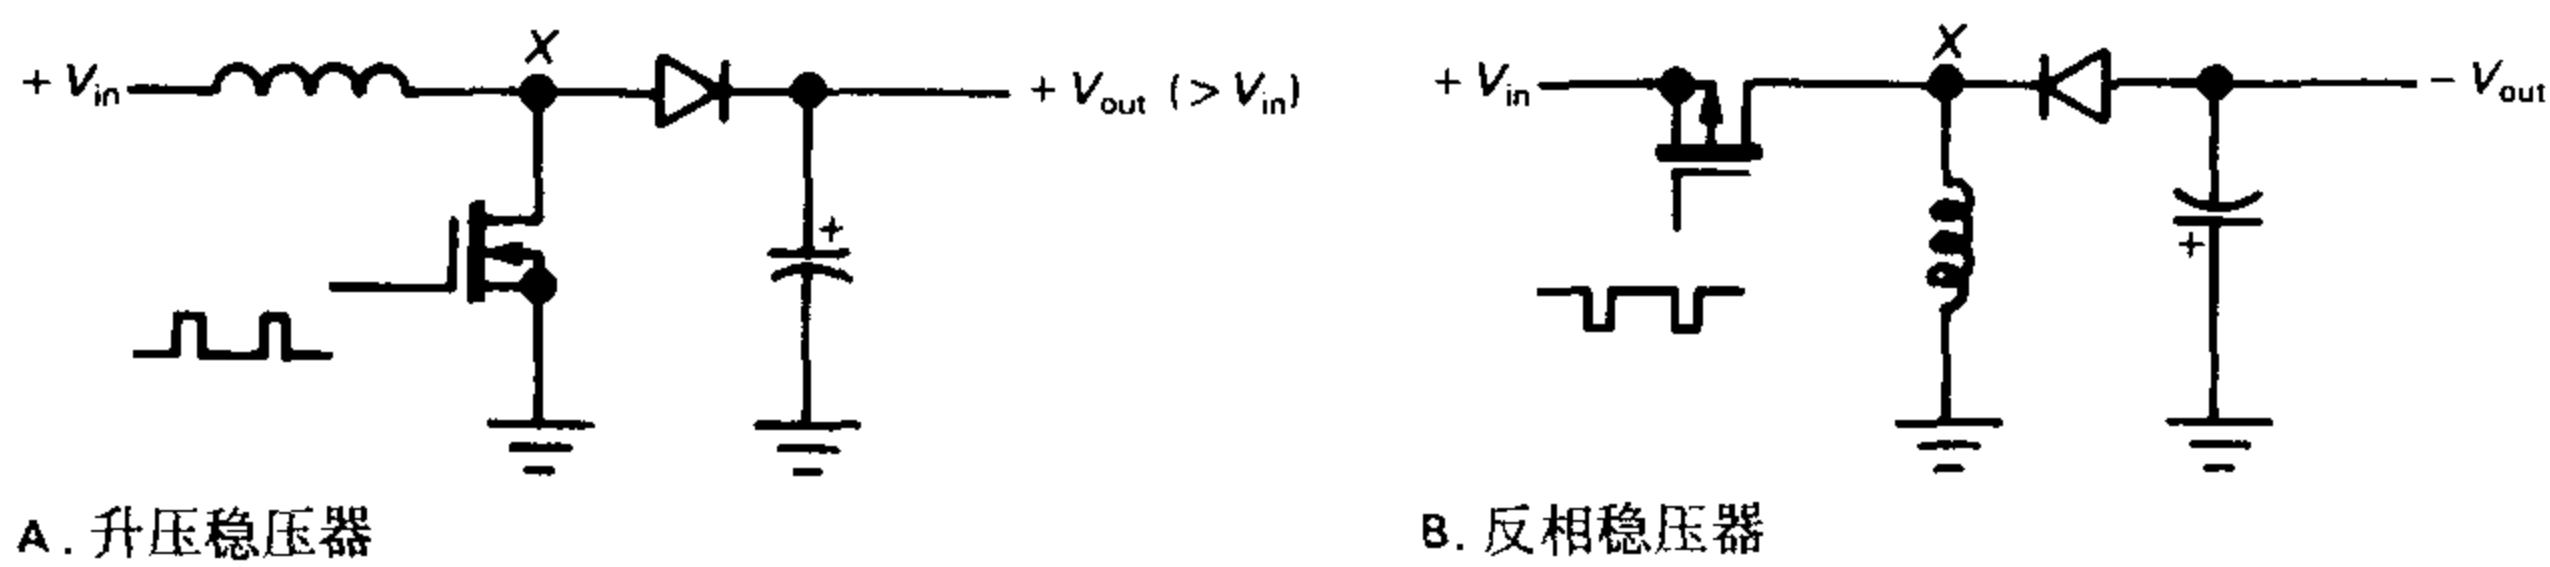 + Vin
X
+ Vout (> Vin)
+
A. 升压稳压器
+ Vin
X
− Vout
+
B. 反相稳压器